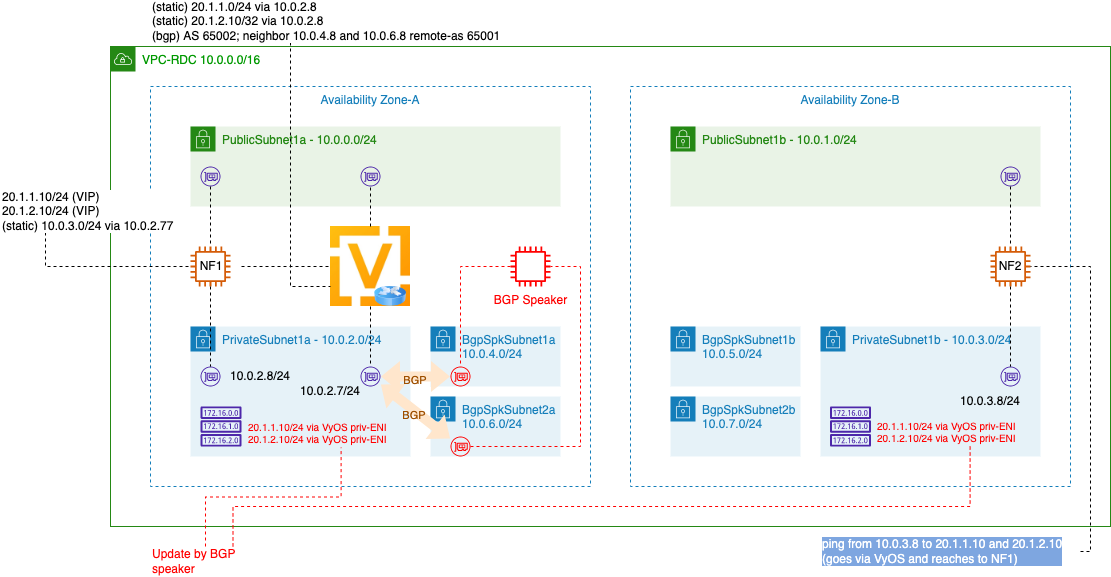 (static) 20.1.1.0/24 via 10.0.2.8
(static) 20.1.2.10/32 via 10.0.2.8
(bgp) AS 65002; neighbor 10.0.4.8 and 10.0.6.8 remote-as 65001
VPC-RDC 10.0.0.0/16
Availability Zone-A
Availability Zone-B
PublicSubnet1a - 10.0.0.0/24
PublicSubnet1b - 10.0.1.0/24
20.1.1.10/24 (VIP)
20.1.2.10/24 (VIP)
(static) 10.0.3.0/24 via 10.0.2.77
NF1
V
BGP Speaker
NF2
PrivateSubnet1a - 10.0.2.0/24
BgpSpkSubnet1a
10.0.4.0/24
BgpSpkSubnet1b
10.0.5.0/24
PrivateSubnet1b - 10.0.3.0/24
10.0.2.8/24
10.0.2.7/24
BGP
BGP
BgpSpkSubnet2a
10.0.6.0/24
BgpSpkSubnet2b
10.0.7.0/24
10.0.3.8/24
172.16.0.0
172.16.1.0
172.16.2.0
20.1.1.10/24 via VyOS priv-ENI
20.1.2.10/24 via VyOS priv-ENI
172.16.0.0
172.16.1.0
172.16.2.0
20.1.1.10/24 via VyOS priv-ENI
20.1.2.10/24 via VyOS priv-ENI
Update by BGP
speaker
ping from 10.0.3.8 to 20.1.1.10 and 20.1.2.10
(goes via VyOS and reaches to NF1)